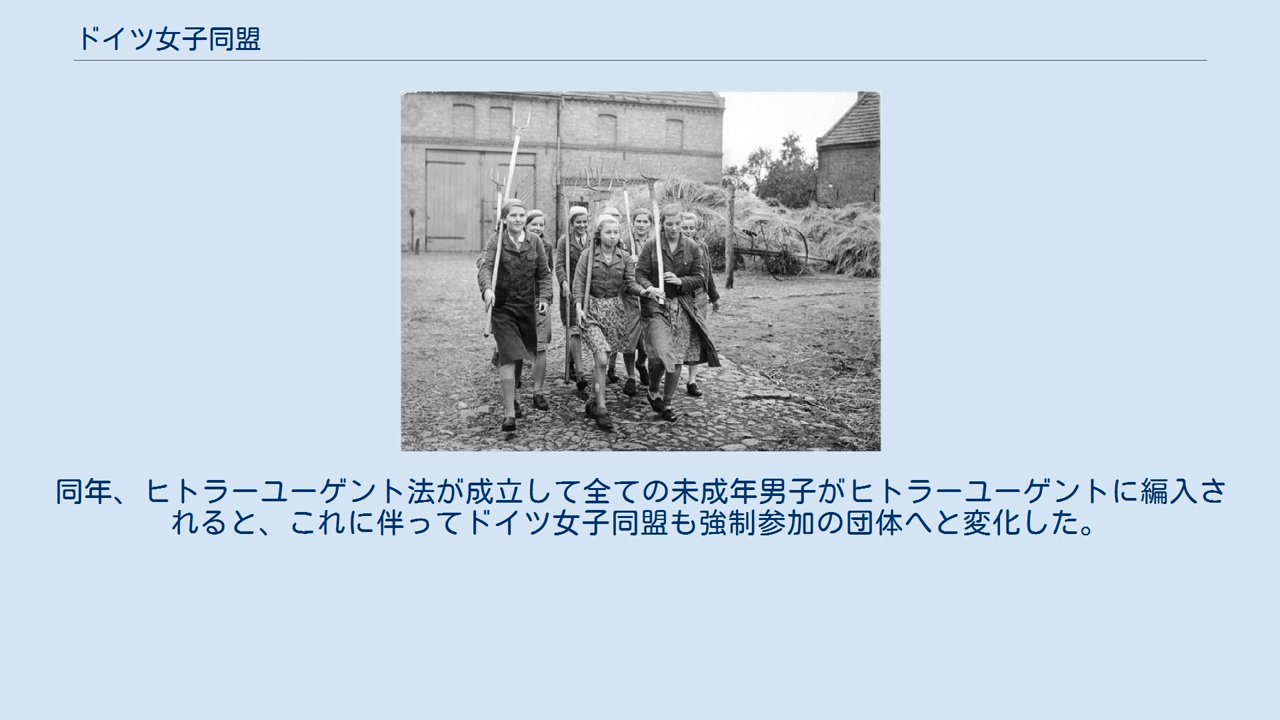 ドイツ女子同盟
同年、ヒトラーユーゲント法が成立して全ての未成年男子がヒトラーユーゲントに編入さ
れると、これに伴ってドイツ女子同盟も強制参加の団体へと変化した。